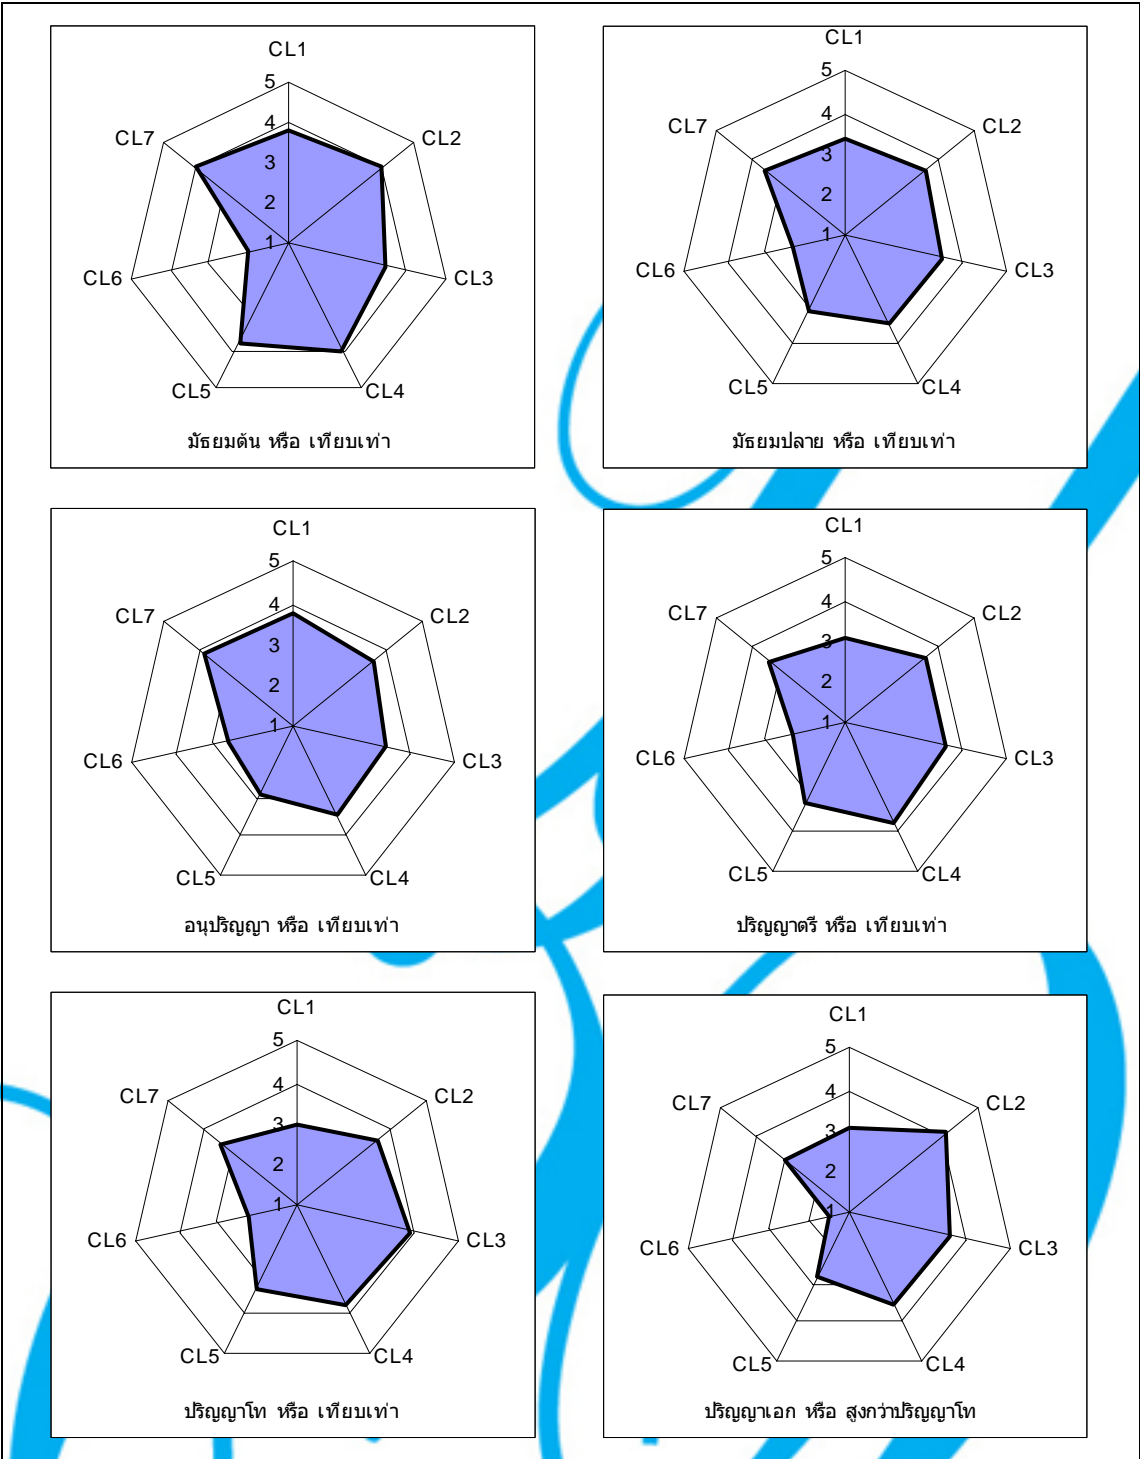 CL1
5
4
3
2
1
CL2
CL3
CL4
CL5
CL6
CL7
มัธยมต้น หรือ เทียบเท่า
CL1
5
4
3
2
1
CL2
CL3
CL4
CL5
CL6
CL7
มัธยมปลาย หรือ เทียบเท่า
CL1
5
4
3
2
1
CL2
CL3
CL4
CL5
CL6
CL7
อนุปริญญา หรือ เทียบเท่า
CL1
5
4
3
2
1
CL2
CL3
CL4
CL5
CL6
CL7
ปริญญาตรี หรือ เทียบเท่า
CL1
5
4
3
2
1
CL2
CL3
CL4
CL5
CL6
CL7
ปริญญาโท หรือ เทียบเท่า
CL1
5
4
3
2
1
CL2
CL3
CL4
CL5
CL6
CL7
ปริญญาเอก หรือ สูงกว่าปริญญาโท